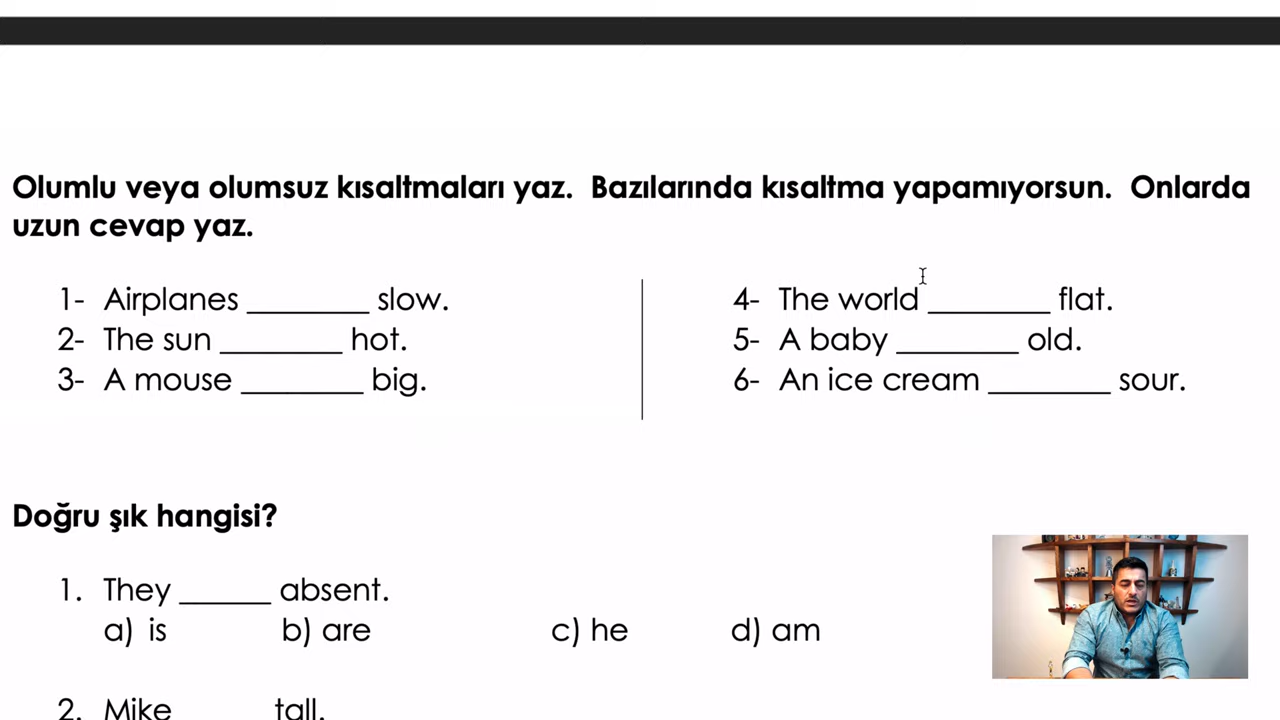 Olumlu veya olumsuz kısaltmaları yaz. Bazılarında kısaltma yapamıyorsun. Onlarda
uzun cevap yaz.
1- Airplanes ________ slow.
2- The sun ________ hot.
3- A mouse ________ big.
4- The world ________ flat.
5- A baby ________ old.
6- An ice cream ________ sour.
Doğru şık hangisi?
1. They ______ absent.
a) is b) are c) he d) am
2. Mike ______ tall.